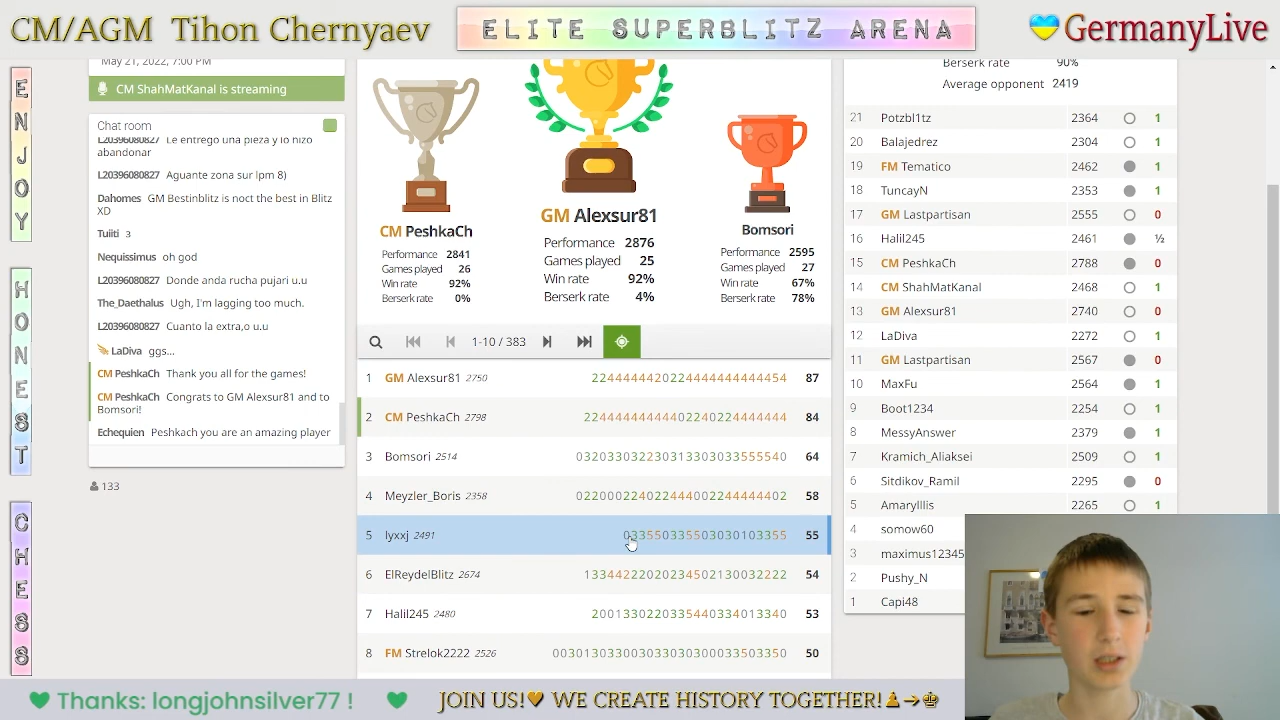 CM/AGM Tihon Chernyaev
ELITE SUPERBLITZ ARENA
GermanyLive
ENJOY
HONEST
CHESS
May 21, 2022, 7:00 PM
CM ShahMatKanal is streaming
Chat room
L20396080827 Le entrego una pieza y lo hizo
abandonar
L20396080827 Aguante zona sur lpm 8)
Dahomes GM Bestinblitz is noct the best in Blitz
XD
Tuiiti 3
Nequissimus oh god
L20396080827 Donde anda rucha pujari u.u
The_Daethalus Ugh, I'm lagging too much.
L20396080827 Cuanto la extra,o u.u
LaDiva ggs...
CM PeshkaCh Thank you all for the games!
CM PeshkaCh Congrats to GM Alexsur81 and to
Bomsori!
Echequien Peshkach you are an amazing player
133
CM PeshkaCh
Performance 2841
Games played 26
Win rate 92%
Berserk rate 0%
GM Alexsur81
Performance 2876
Games played 25
Win rate 92%
Berserk rate 4%
Bomsori
Performance 2595
Games played 27
Win rate 67%
Berserk rate 78%
1-10 / 383
1 GM Alexsur81 2750 2244444420224444444444454 87
2 CM PeshkaCh 2798 22444444444402240224444444 84
3 Bomsori 2514 032033032230313303033555540 64
4 Meyzler_Boris 2358 02200022402244400224444402 58
5 lyxxj 2491 033550335503030103355 55
6 ElReydelBlitz 2674 13344222020234502130032222 54
7 Halil245 2480 2001330220335440334013340 53
8 FM Strelok2222 2526 003013033003033030300033503350 50
Berserk rate 90%
Average opponent 2419
21 Potzbl1tz 2364 1
20 Balajedrez 2304 1
19 FM Tematico 2462 1
18 TuncayN 2353 1
17 GM Lastpartisan 2555 0
16 Halil245 2461 ½
15 CM PeshkaCh 2788 0
14 CM ShahMatKanal 2468 1
13 GM Alexsur81 2740 0
12 LaDiva 2272 1
11 GM Lastpartisan 2567 0
10 MaxFu 2564 1
9 Boot1234 2254 1
8 MessyAnswer 2379 1
7 Kramich_Aliaksei 2509 1
6 Sitdikov_Ramil 2295 0
5 Amaryllis 2265 1
4 somow60
3 maximus12345
2 Pushy_N
1 Capi48
Thanks: longjohnsilver77 !
JOIN US! WE CREATE HISTORY TOGETHER!